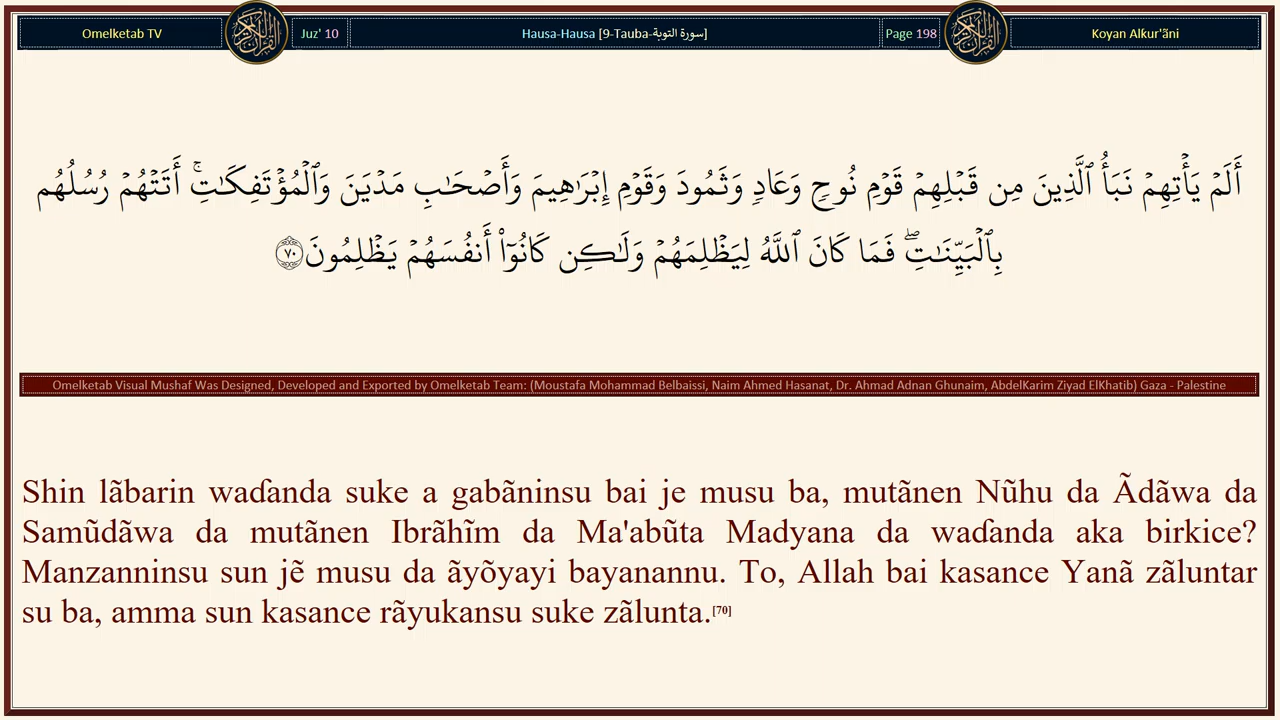 Omelketab TV
Juz' 10
Hausa-Hausa [9-Tauba-سورة التوبة]
Page 198
Koyan Alƙur'ãni
أَلَمۡ يَأۡتِهِمۡ نَبَأُ ٱلَّذِينَ مِن قَبۡلِهِمۡ قَوۡمِ نُوحٖ وَعَادٖ وَثَمُودَ وَقَوۡمِ إِبۡرَٰهِيمَ وَأَصۡحَٰبِ مَدۡيَنَ وَٱلۡمُؤۡتَفِكَٰتِۚ أَتَتۡهُمۡ رُسُلُهُم
بِٱلۡبَيِّنَٰتِۖ فَمَا كَانَ ٱللَّهُ لِيَظۡلِمَهُمۡ وَلَٰكِن كَانُوٓاْ أَنفُسَهُمۡ يَظۡلِمُونَ ٧٠
Omelketab Visual Mushaf Was Designed, Developed and Exported by Omelketab Team: (Moustafa Mohammad Belbaissi, Naim Ahmed Hasanat, Dr. Ahmad Adnan Ghunaim, AbdelKarim Ziyad ElKhatib) Gaza - Palestine
Shin lãbarin waɗanda suke a gabãninsu bai je musu ba, mutãnen Nũhu da Ãdãwa da
Samũdãwa da mutãnen Ibrãhĩm da Ma'abũta Madyana da waɗanda aka birkice?
Manzanninsu sun jẽ musu da ãyõyayi bayanannu. To, Allah bai kasance Yanã zãluntar
su ba, amma sun kasance rãyukansu suke zãlunta.[70]